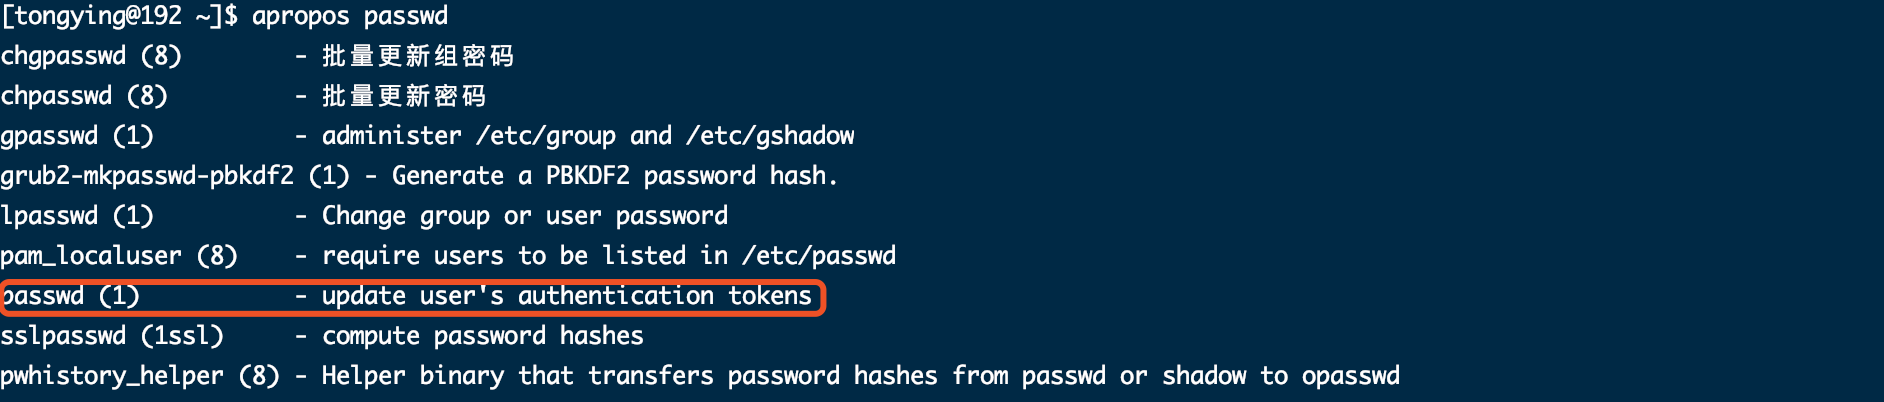 [tongying@192 ~]$ apropos passwd
chgpasswd (8)        - 批量更新组密码
chpasswd (8)         - 批量更新密码
gpasswd (1)          - administer /etc/group and /etc/gshadow
grub2-mkpasswd-pbkdf2 (1) - Generate a PBKDF2 password hash.
lpasswd (1)          - Change group or user password
pam_localuser (8)    - require users to be listed in /etc/passwd
passwd (1)           - update user's authentication tokens
sslpasswd (1ssl)     - compute password hashes
pwhistory_helper (8) - Helper binary that transfers password hashes from passwd or shadow to opasswd